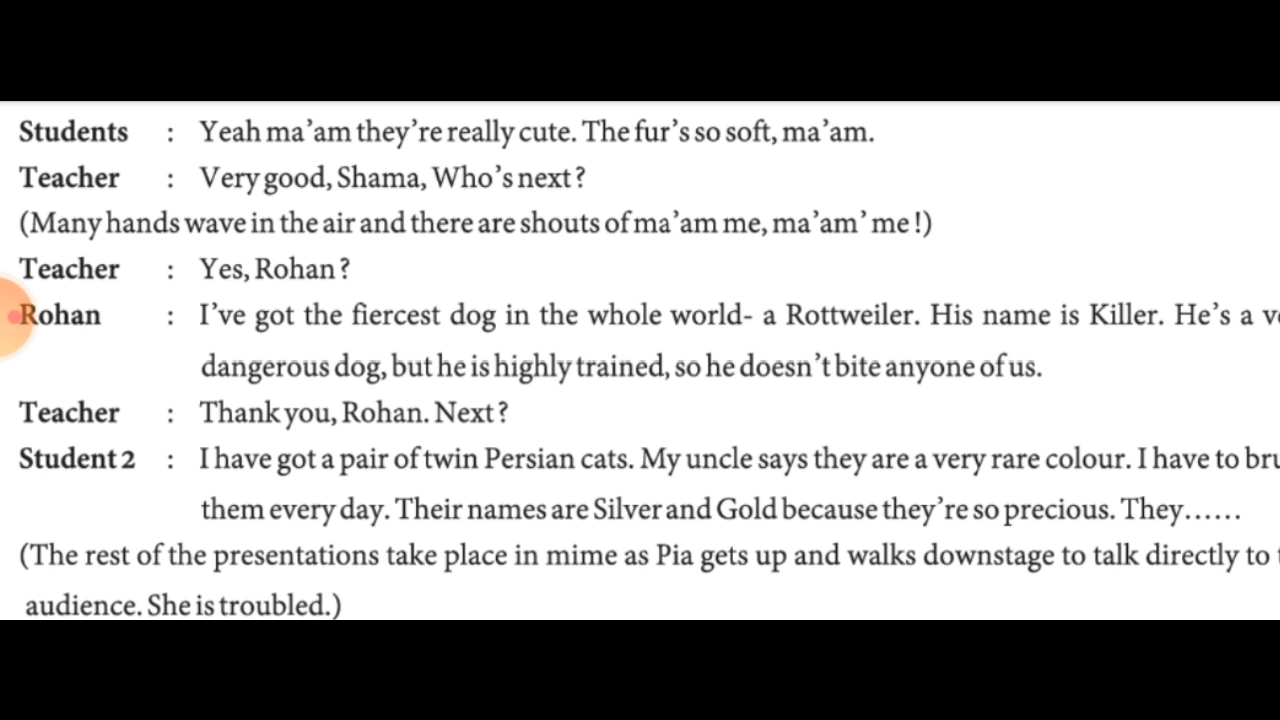 Students : Yeah ma’am they’re really cute. The fur’s so soft, ma’am.
Teacher : Very good, Shama, Who’s next?
(Many hands wave in the air and there are shouts of ma’am me, ma’am’ me!)
Teacher : Yes, Rohan?
Rohan : I’ve got the fiercest dog in the whole world- a Rottweiler. His name is Killer. He’s a
dangerous dog, but he is highly trained, so he doesn’t bite anyone of us.
Teacher : Thank you, Rohan. Next?
Student 2 : I have got a pair of twin Persian cats. My uncle says they are a very rare colour. I have to
them every day. Their names are Silver and Gold because they’re so precious. They......
(The rest of the presentations take place in mime as Pia gets up and walks downstage to talk directly to
audience. She is troubled.)